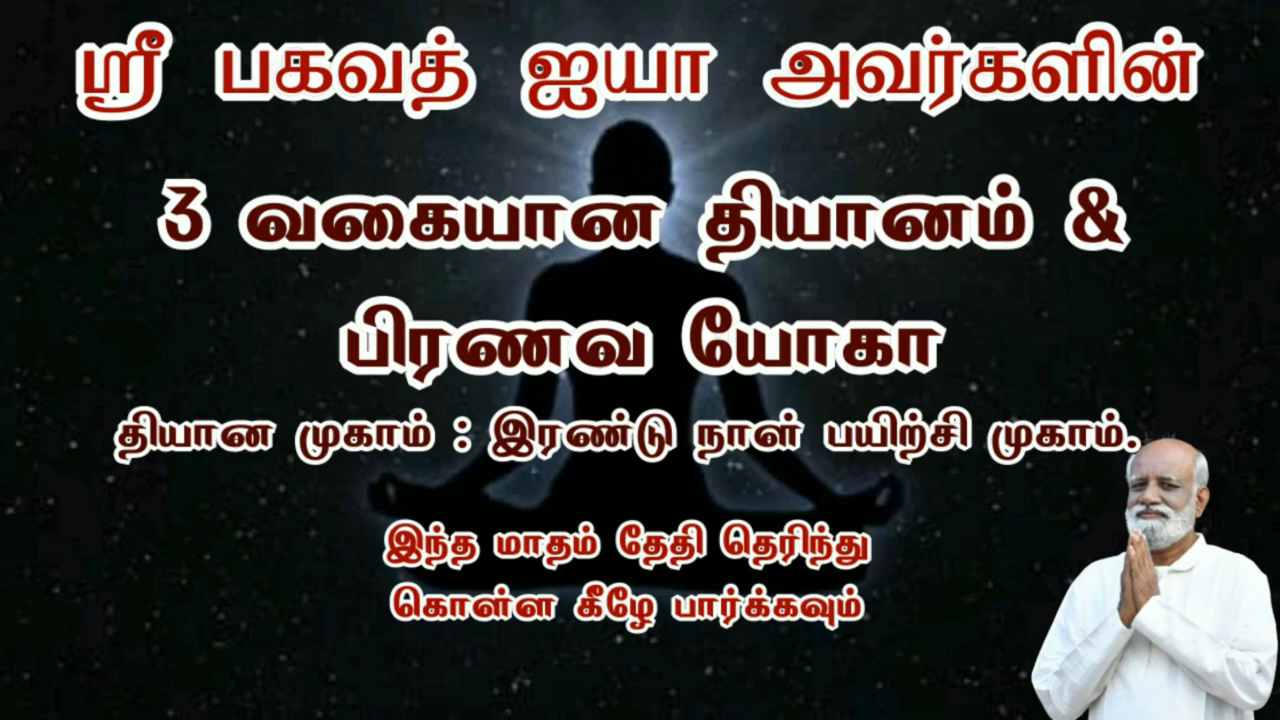 ஸ்ரீ பகவத் ஐயா அவர்களின்
3 வகையான தியானம் &
பிரணவ யோகா
தியான முகாம் : இரண்டு நாள் பயிற்சி முகாம்.
இந்த மாதம் தேதி தெரிந்து
கொள்ள கீழே பார்க்கவும்